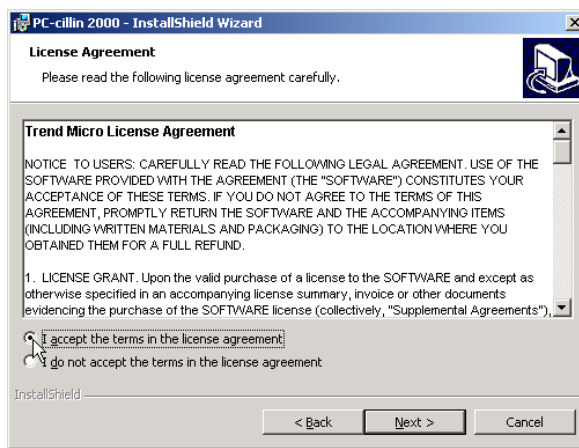 PC-cillin 2000 - InstallShield Wizard
License Agreement
Please read the following license agreement carefully.
Trend Micro License Agreement
NOTICE TO USERS: CAREFULLY READ THE FOLLOWING LEGAL AGREEMENT. USE OF THE
SOFTWARE PROVIDED WITH THE AGREEMENT (THE "SOFTWARE") CONSTITUTES YOUR
ACCEPTANCE OF THESE TERMS. IF YOU DO NOT AGREE TO THE TERMS OF THIS
AGREEMENT, PROMPTLY RETURN THE SOFTWARE AND THE ACCOMPANYING ITEMS
(INCLUDING WRITTEN MATERIALS AND PACKAGING) TO THE LOCATION WHERE YOU
OBTAINED THEM FOR A FULL REFUND.
1. LICENSE GRANT. Upon the valid purchase of a license to the SOFTWARE and except as
otherwise specified in an accompanying license summary, invoice or other documents
evidencing the purchase of the SOFTWARE license (collectively, "Supplemental Agreements"),
I accept the terms in the license agreement
I do not accept the terms in the license agreement
InstallShield
< Back
Next >
Cancel